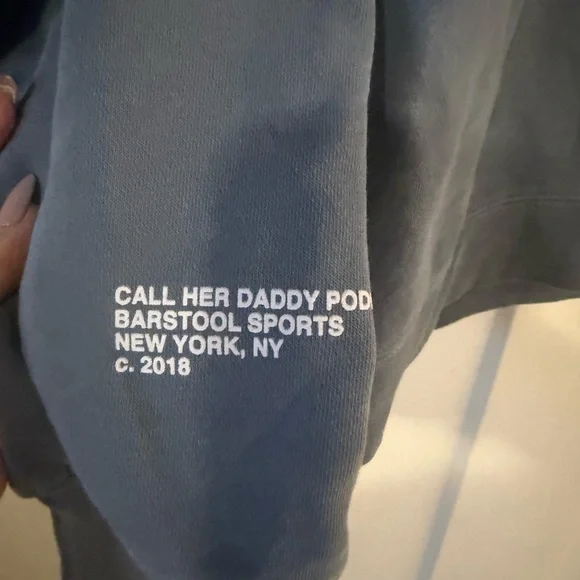 CALL HER DADDY POD
BARSTOOL SPORTS
NEW YORK, NY
c. 2018